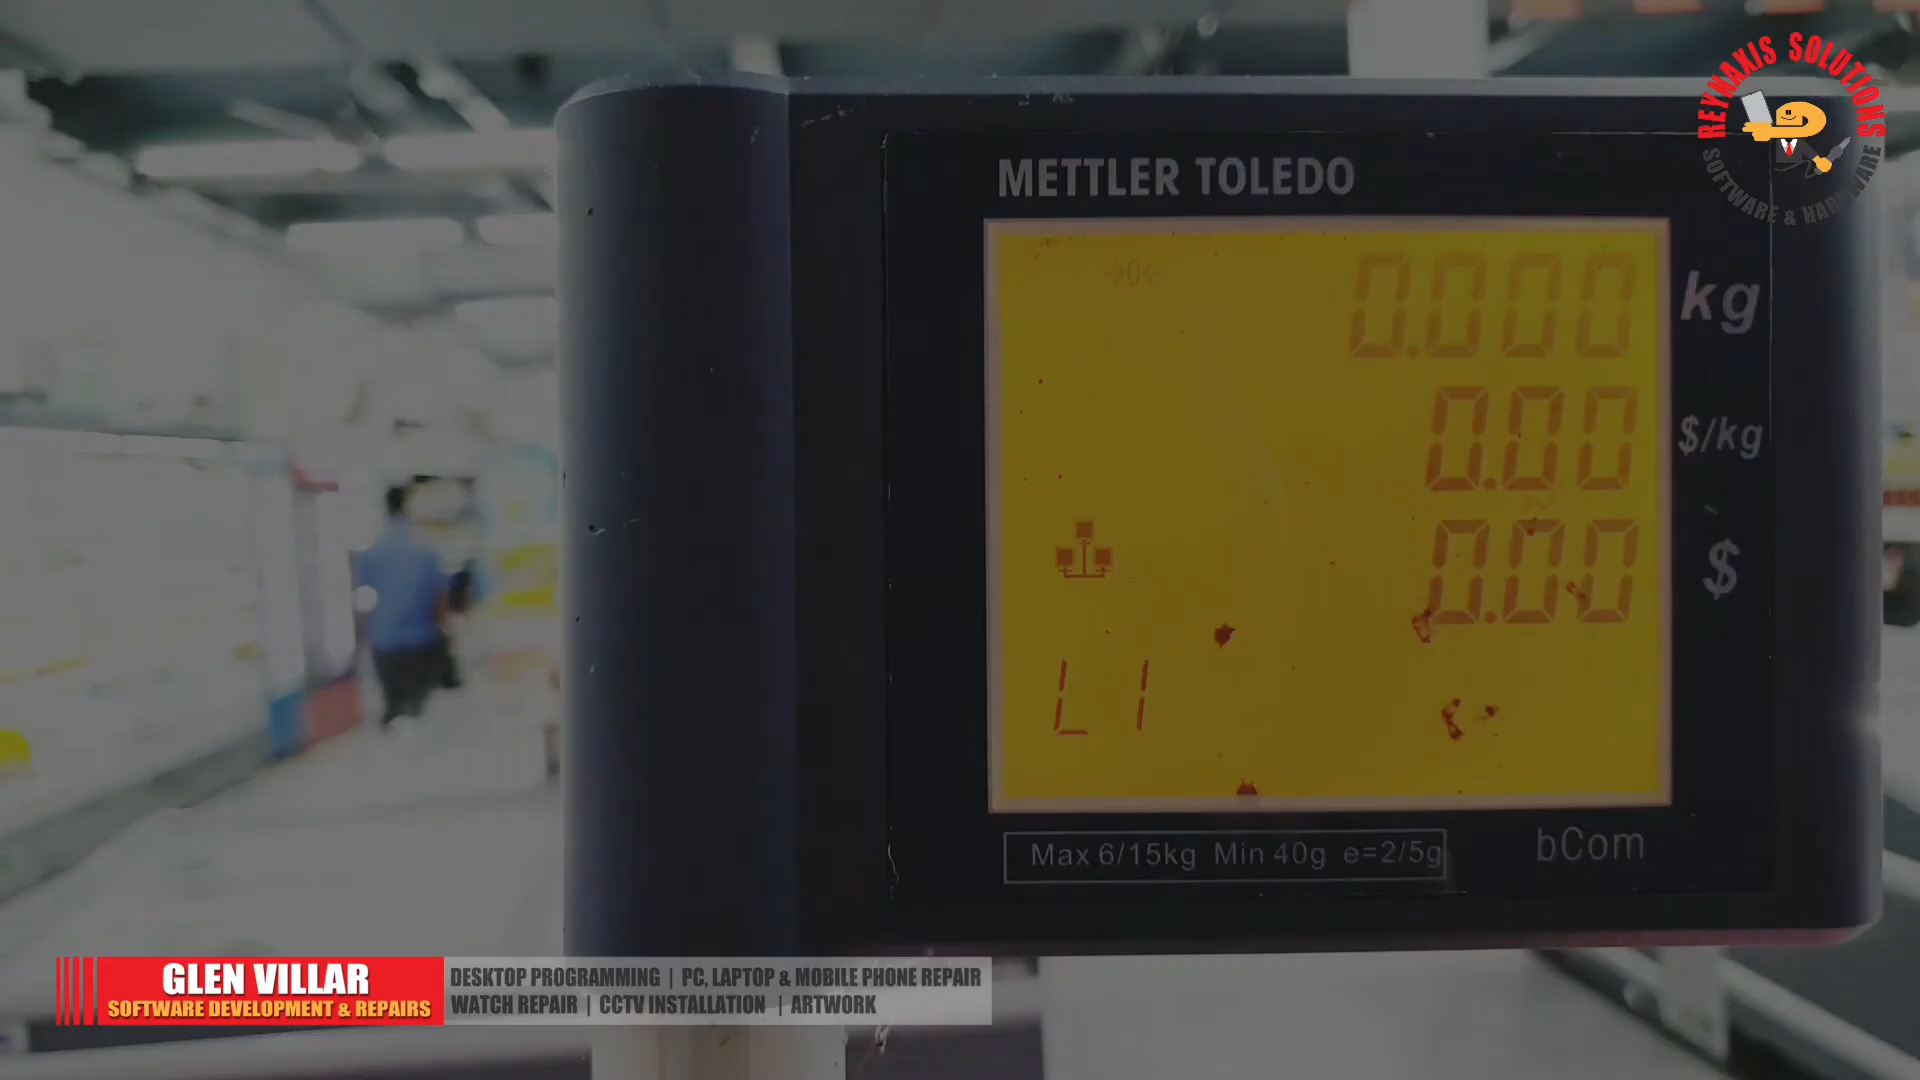 REYNAXIS SOLUTIONS
SOFTWARE & HARDWARE
METTLER TOLEDO
→0←
0.000 kg
0.00 $/kg
0.00 $
L1
Max 6/15kg Min 40g e=2/5g
bCom
GLEN VILLAR
SOFTWARE DEVELOPMENT & REPAIRS
DESKTOP PROGRAMMING | PC, LAPTOP & MOBILE PHONE REPAIR
WATCH REPAIR | CCTV INSTALLATION | ARTWORK